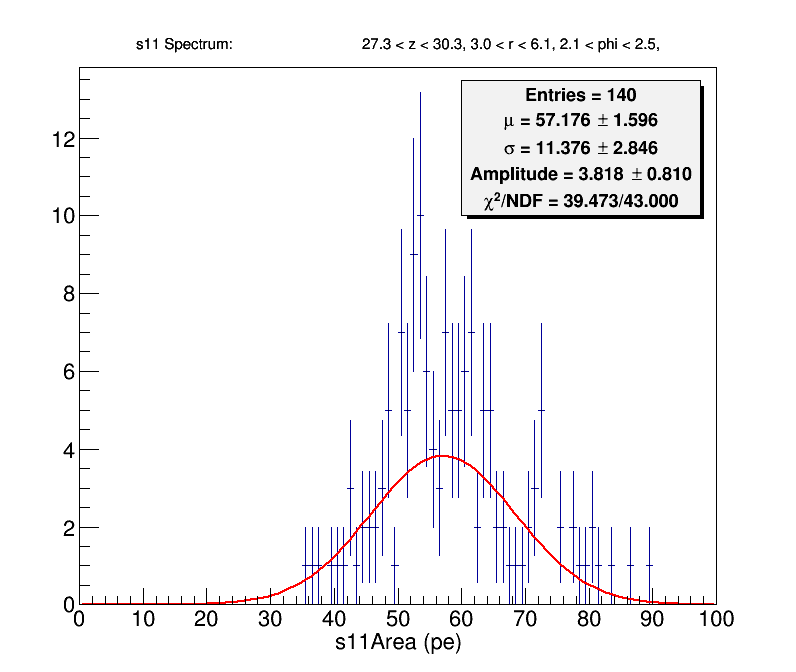 s11 Spectrum: 27.3 < z < 30.3, 3.0 < r < 6.1, 2.1 < phi < 2.5,
Entries = 140
μ = 57.176 ± 1.596
σ = 11.376 ± 2.846
Amplitude = 3.818 ± 0.810
χ²/NDF = 39.473/43.000
12
10
8
6
4
2
0
0 10 20 30 40 50 60 70 80 90 100
s11Area (pe)